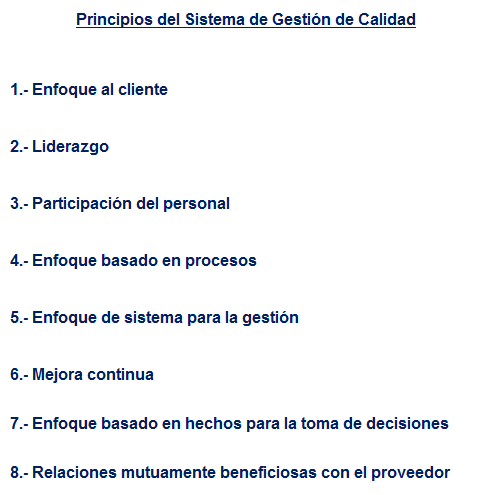 Principios del Sistema de Gestión de Calidad
1.- Enfoque al cliente
2.- Liderazgo
3.- Participación del personal
4.- Enfoque basado en procesos
5.- Enfoque de sistema para la gestión
6.- Mejora continua
7.- Enfoque basado en hechos para la toma de decisiones
8.- Relaciones mutuamente beneficiosas con el proveedor